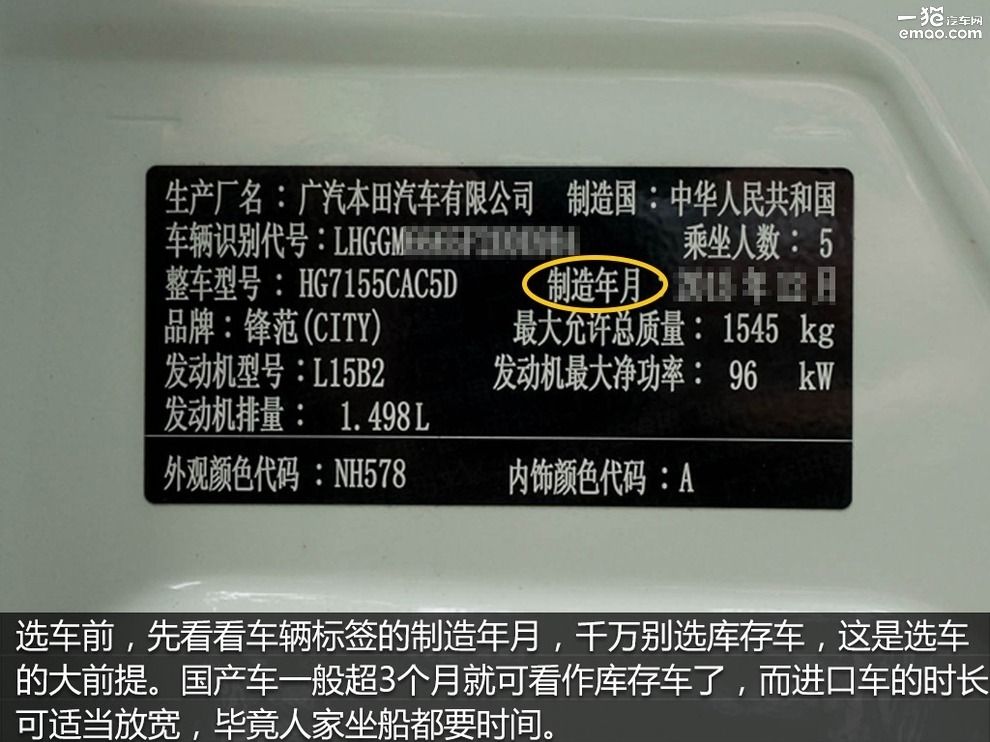 一猫汽车网
emao.com
生产厂名：广汽本田汽车有限公司 制造国：中华人民共和国
车辆识别代号：LHGGM 乘坐人数：5
整车型号：HG7155CAC5D 制造年月 年 月
品牌：锋范(CITY) 最大允许总质量：1545 kg
发动机型号：L15B2 发动机最大净功率：96 kW
发动机排量：1.498L
外观颜色代码：NH578 内饰颜色代码：A
选车前，先看看车辆标签的制造年月，千万别选库存车，这是选车
的大前提。国产车一般超3个月就可看作库存车了，而进口车的时长
可适当放宽，毕竟人家坐船都要时间。